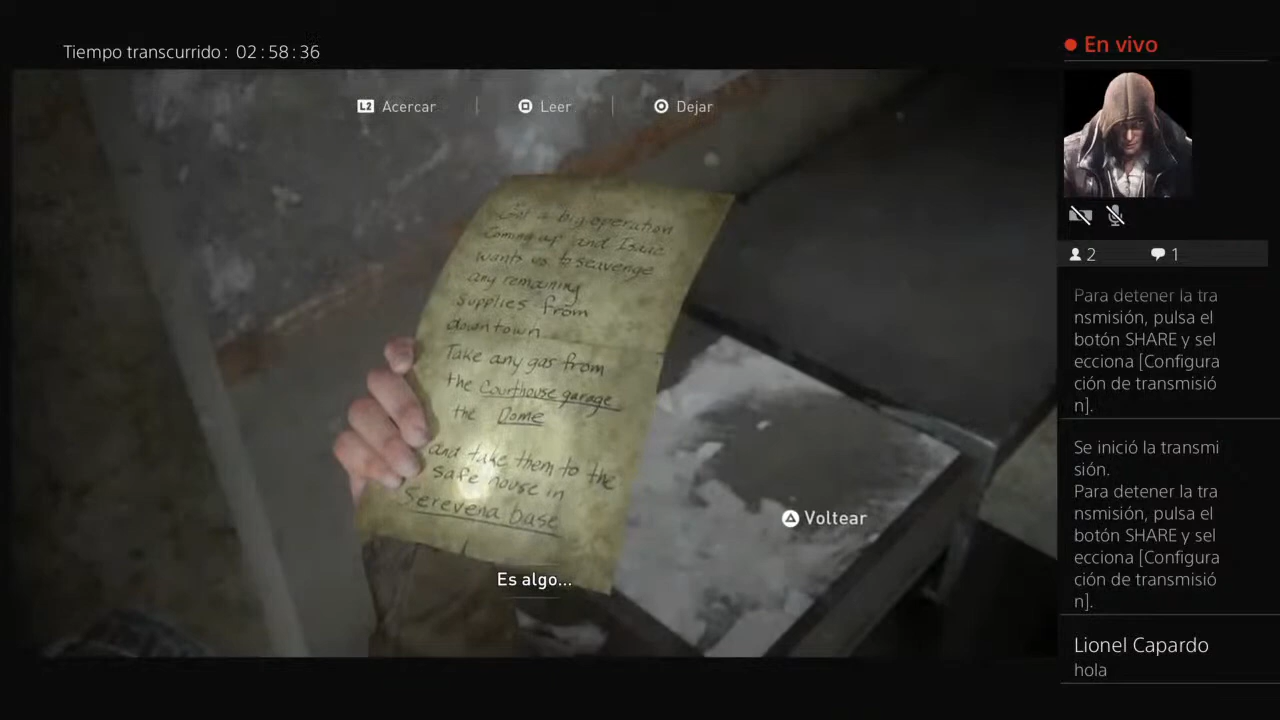 Tiempo transcurrido: 02:58:36
L2 Acercar
Leer
Dejar
Got a big operation
coming up and Isaac
wants us to scavenge
any remaining
supplies from
downtown
Take any gas from
the Courthouse garage
the Dome
and take them to the
safe house in
Serevena base
Voltear
Es algo...
En vivo
2
1
Para detener la tra
nsmisión, pulsa el
botón SHARE y sel
ecciona [Configura
ción de transmisió
n].
Se inició la transmi
sión.
Para detener la tra
nsmisión, pulsa el
botón SHARE y sel
ecciona [Configura
ción de transmisió
n].
Lionel Capardo
hola